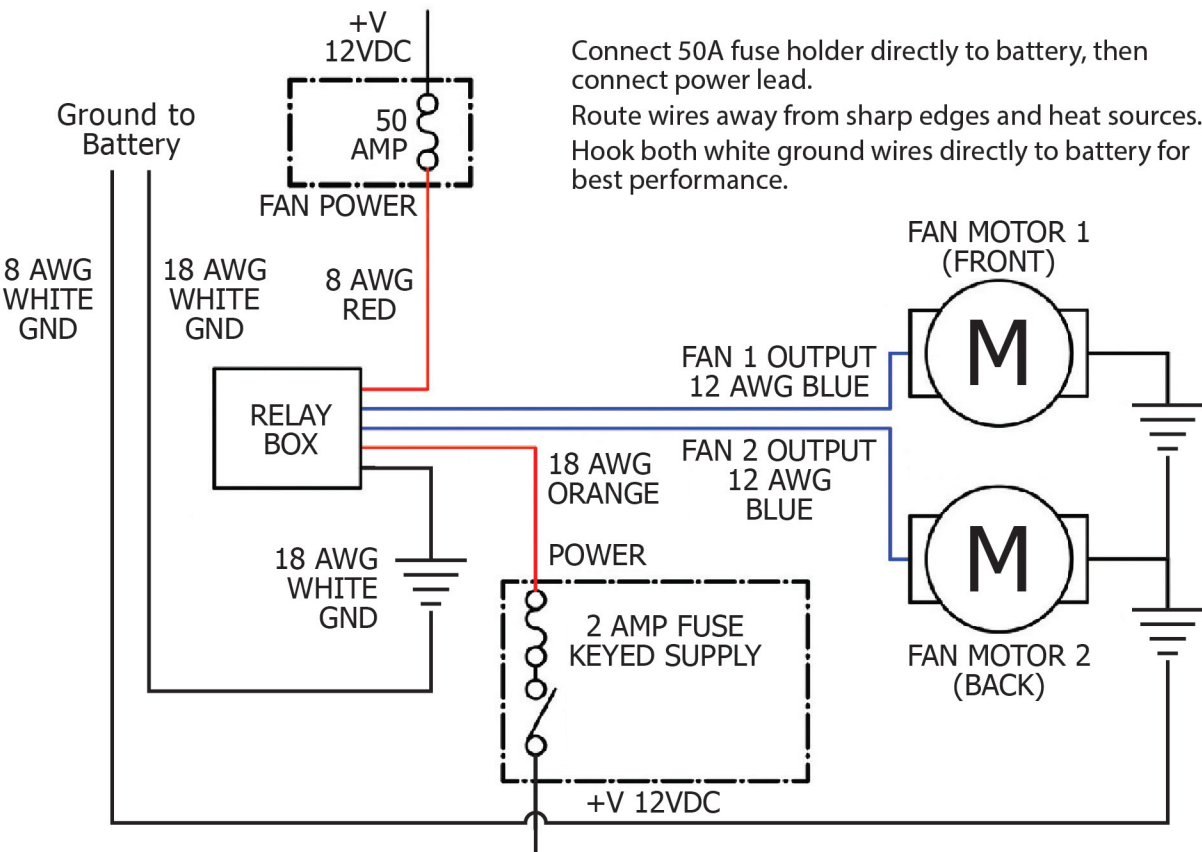 +V
12VDC
Connect 50A fuse holder directly to battery, then
connect power lead.
Route wires away from sharp edges and heat sources.
Hook both white ground wires directly to battery for
best performance.
Ground to
Battery
50
AMP
FAN POWER
8 AWG
WHITE
GND
18 AWG
WHITE
GND
8 AWG
RED
FAN MOTOR 1
(FRONT)
M
FAN 1 OUTPUT
12 AWG BLUE
RELAY
BOX
FAN 2 OUTPUT
12 AWG
BLUE
18 AWG
ORANGE
M
18 AWG
WHITE
GND
POWER
2 AMP FUSE
KEYED SUPPLY
FAN MOTOR 2
(BACK)
+V 12VDC